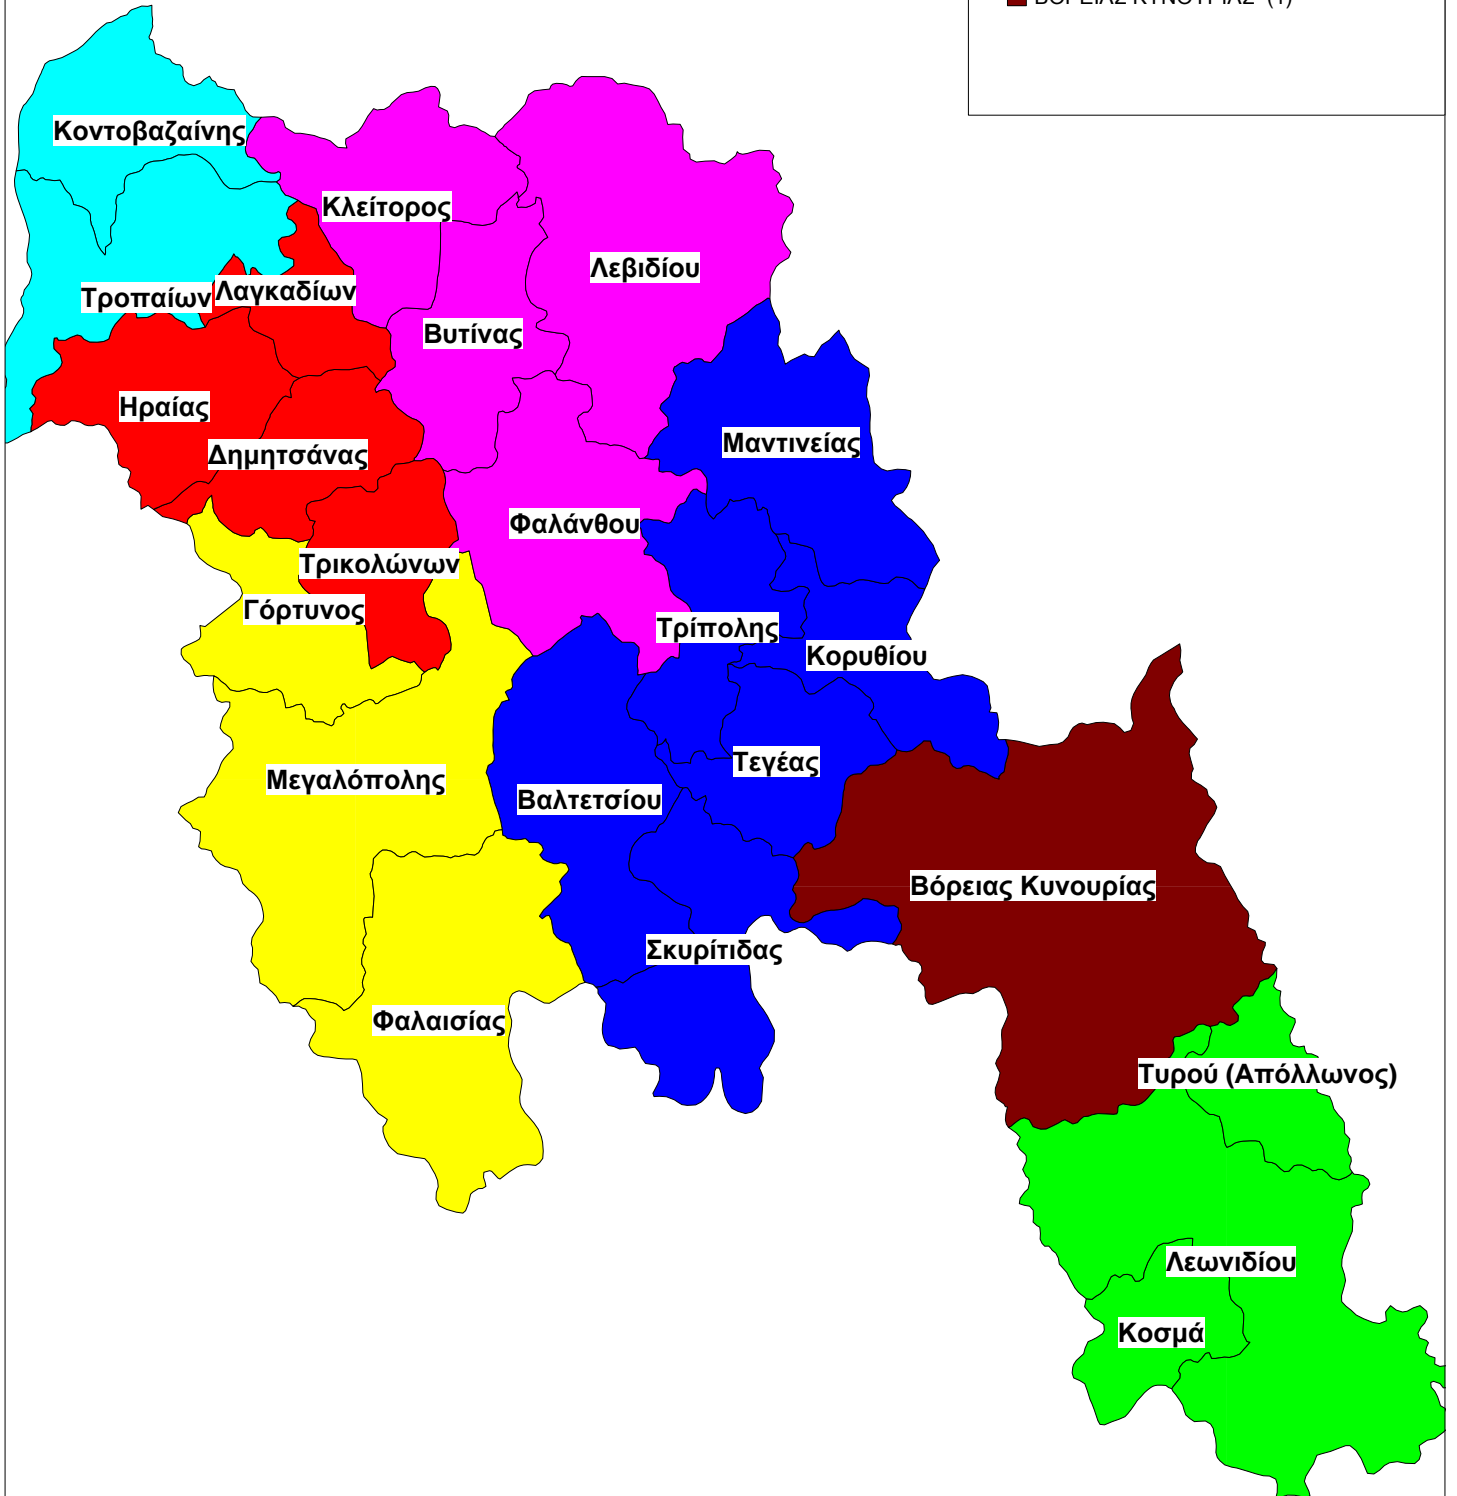 Κοντοβαζαίνης
Κλείτορος
Λεβιδίου
Τροπαίων
Λαγκαδίων
Βυτίνας
Ηραίας
Δημητσάνας
Μαντινείας
Φαλάνθου
Τρικολώνων
Γόρτυνος
Τρίπολης
Κορυθίου
Τεγέας
Μεγαλόπολης
Βαλτετσίου
Βόρειας Κυνουρίας
Σκυρίτιδας
Φαλαισίας
Τυρού (Απόλλωνος)
Λεωνιδίου
Κοσμά